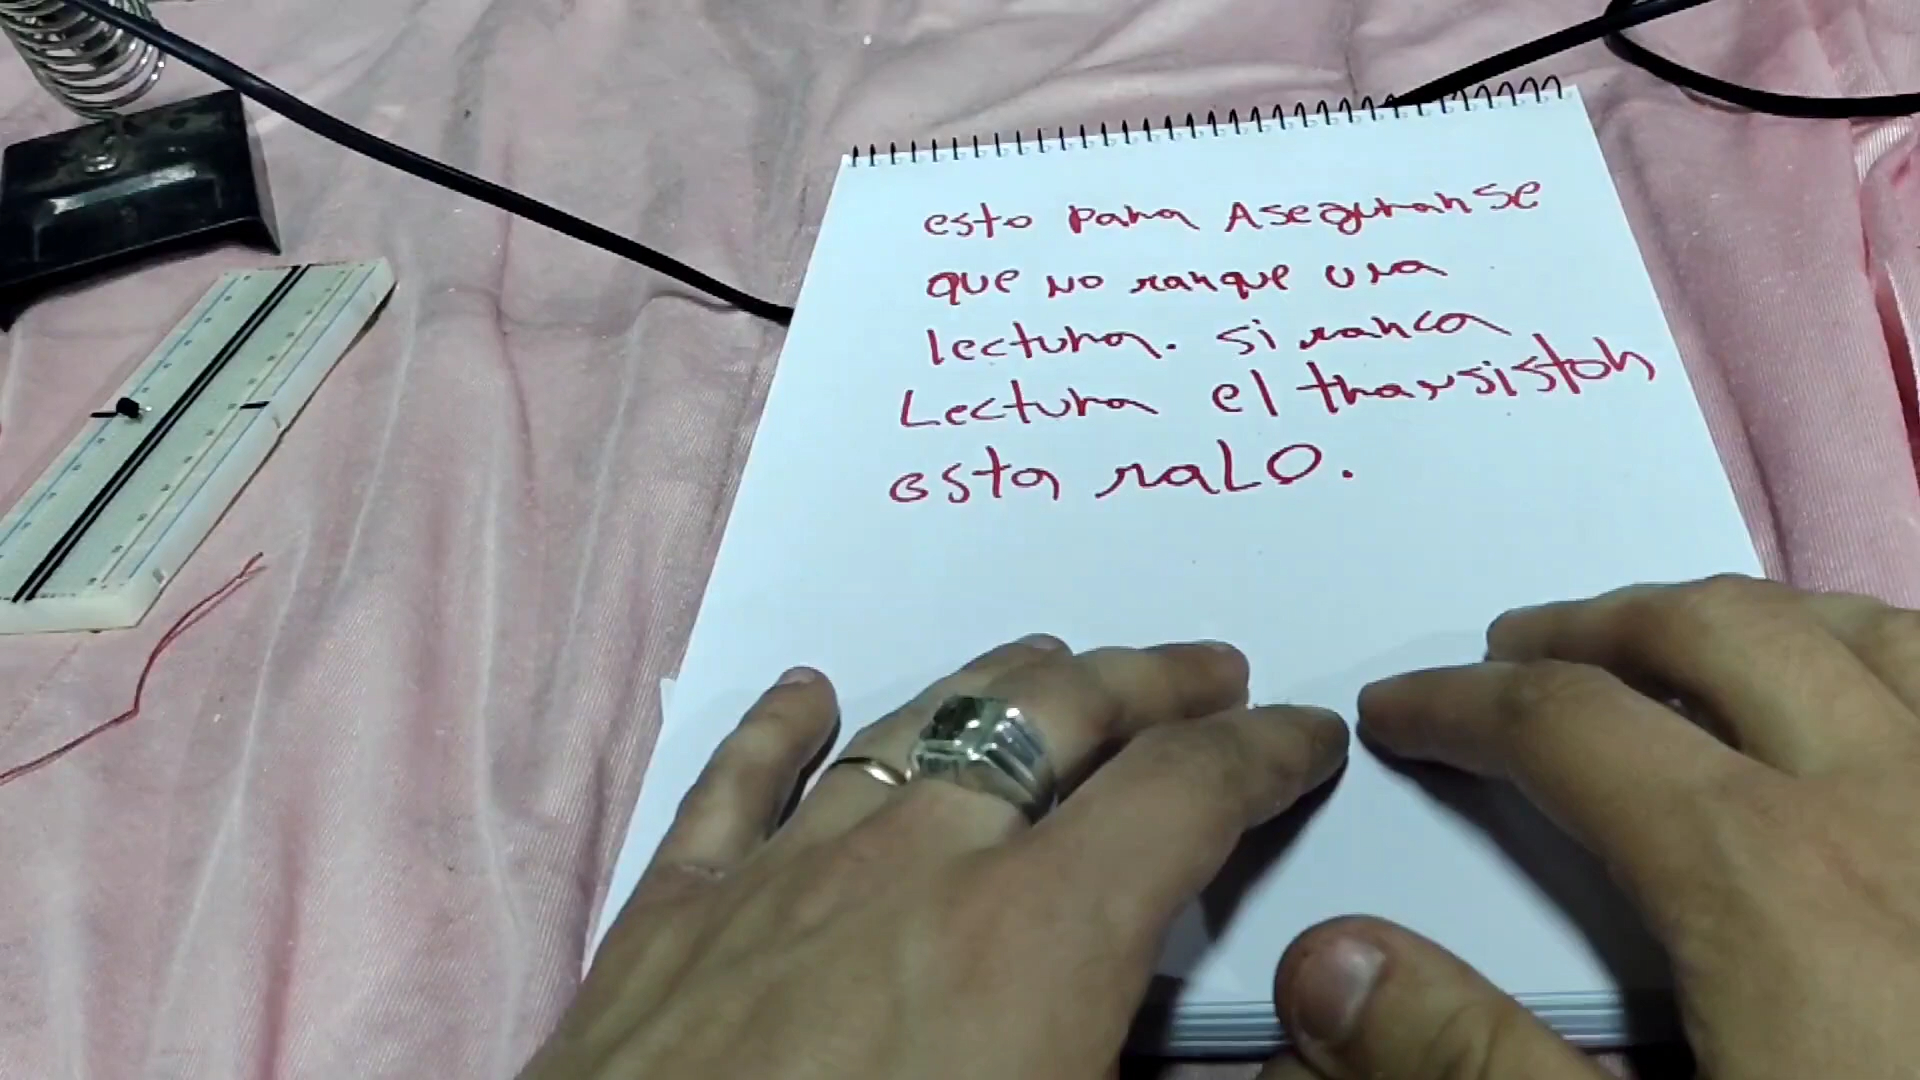 esto para Asegurarse
que no marque una
lectura. si marca
Lectura el transistor
esta malo.